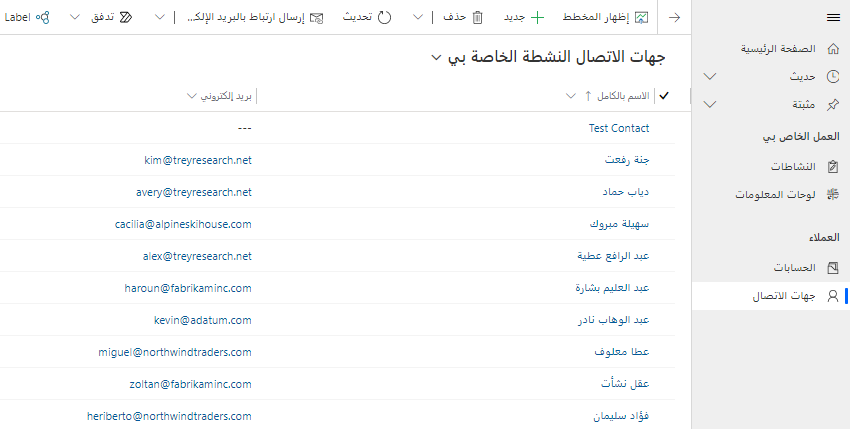 إظهار المخطط
جديد
حذف
تحديث
إرسال ارتباط بالبريد الإلك...
تدفق
Label
الصفحة الرئيسية
حديث
مثبتة
العمل الخاص بي
النشاطات
لوحات المعلومات
العملاء
الحسابات
جهات الاتصال
جهات الاتصال النشطة الخاصة بي
الاسم بالكامل ↑ بريد إلكتروني
Test Contact ---
جنة رفعت kim@treyresearch.net
دياب حماد avery@treyresearch.net
سهيلة مبروك cacilia@alpineskihouse.com
عبد الرافع عطية alex@treyresearch.net
عبد العليم بشارة haroun@fabrikaminc.com
عبد الوهاب نادر kevin@adatum.com
عطا معلوف miguel@northwindtraders.com
عقل نشأت zoltan@fabrikaminc.com
فؤاد سليمان heriberto@northwindtraders.com